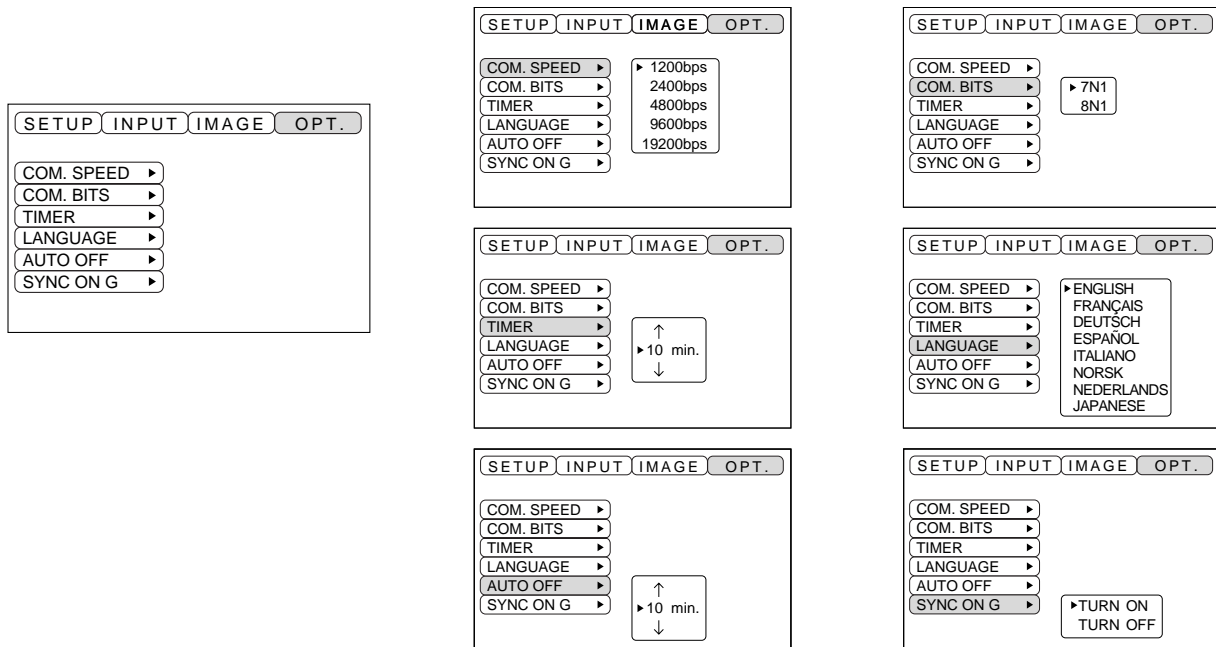 SETUP INPUT IMAGE OPT.
COM. SPEED
COM. BITS
TIMER
LANGUAGE
AUTO OFF
SYNC ON G
SETUP INPUT IMAGE OPT.
COM. SPEED 1200bps
COM. BITS 2400bps
TIMER 4800bps
LANGUAGE 9600bps
AUTO OFF 19200bps
SYNC ON G
SETUP INPUT IMAGE OPT.
COM. SPEED
COM. BITS 7N1
TIMER 8N1
LANGUAGE
AUTO OFF
SYNC ON G
SETUP INPUT IMAGE OPT.
COM. SPEED
COM. BITS
TIMER
LANGUAGE 10 min.
AUTO OFF
SYNC ON G
SETUP INPUT IMAGE OPT.
COM. SPEED ENGLISH
COM. BITS FRANÇAIS
TIMER DEUTSCH
LANGUAGE ESPAÑOL
AUTO OFF ITALIANO
SYNC ON G NORSK
NEDERLANDS
JAPANESE
SETUP INPUT IMAGE OPT.
COM. SPEED
COM. BITS
TIMER
LANGUAGE
AUTO OFF
SYNC ON G 10 min.
SETUP INPUT IMAGE OPT.
COM. SPEED
COM. BITS
TIMER
LANGUAGE
AUTO OFF
SYNC ON G TURN ON
TURN OFF